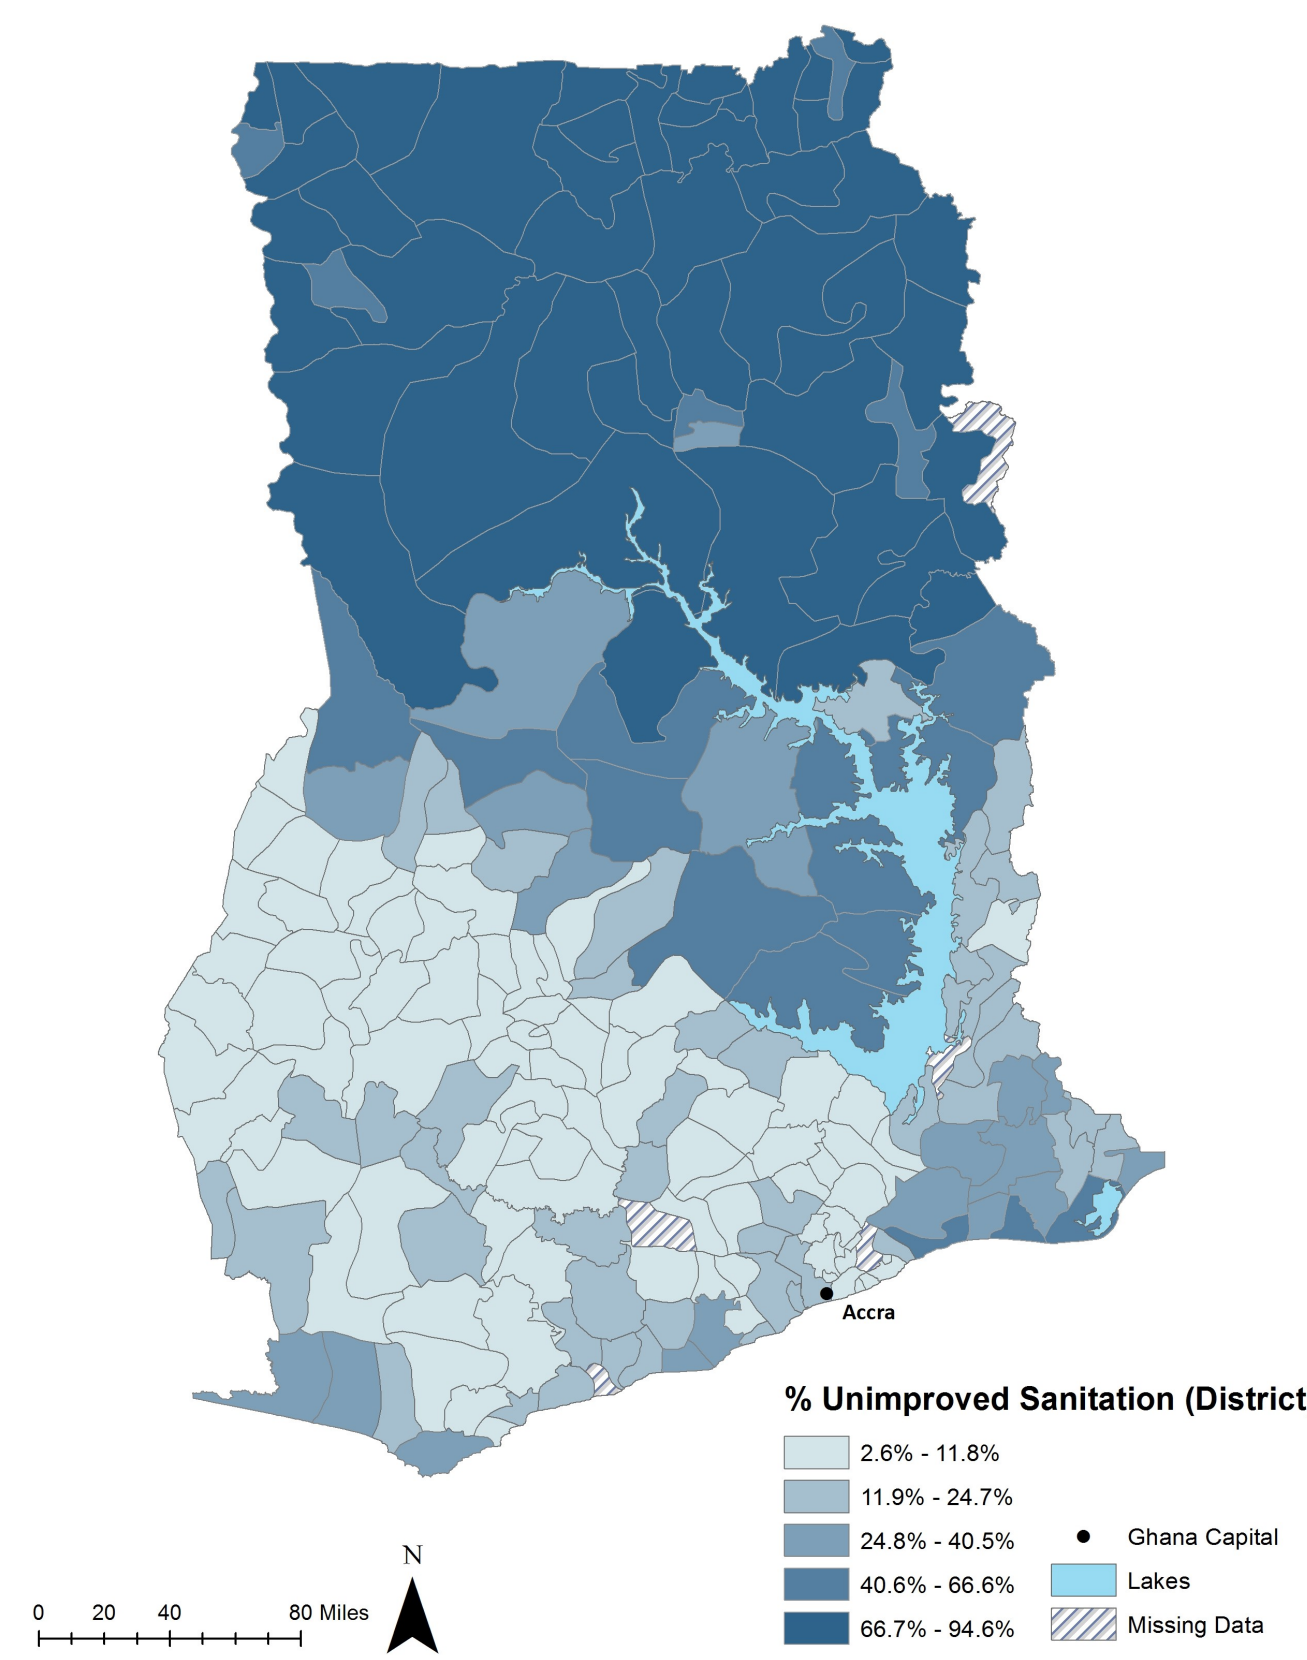 Accra
% Unimproved Sanitation (District
2.6% - 11.8%
11.9% - 24.7%
24.8% - 40.5%
40.6% - 66.6%
66.7% - 94.6%
Ghana Capital
Lakes
Missing Data
N
0 20 40 80 Miles